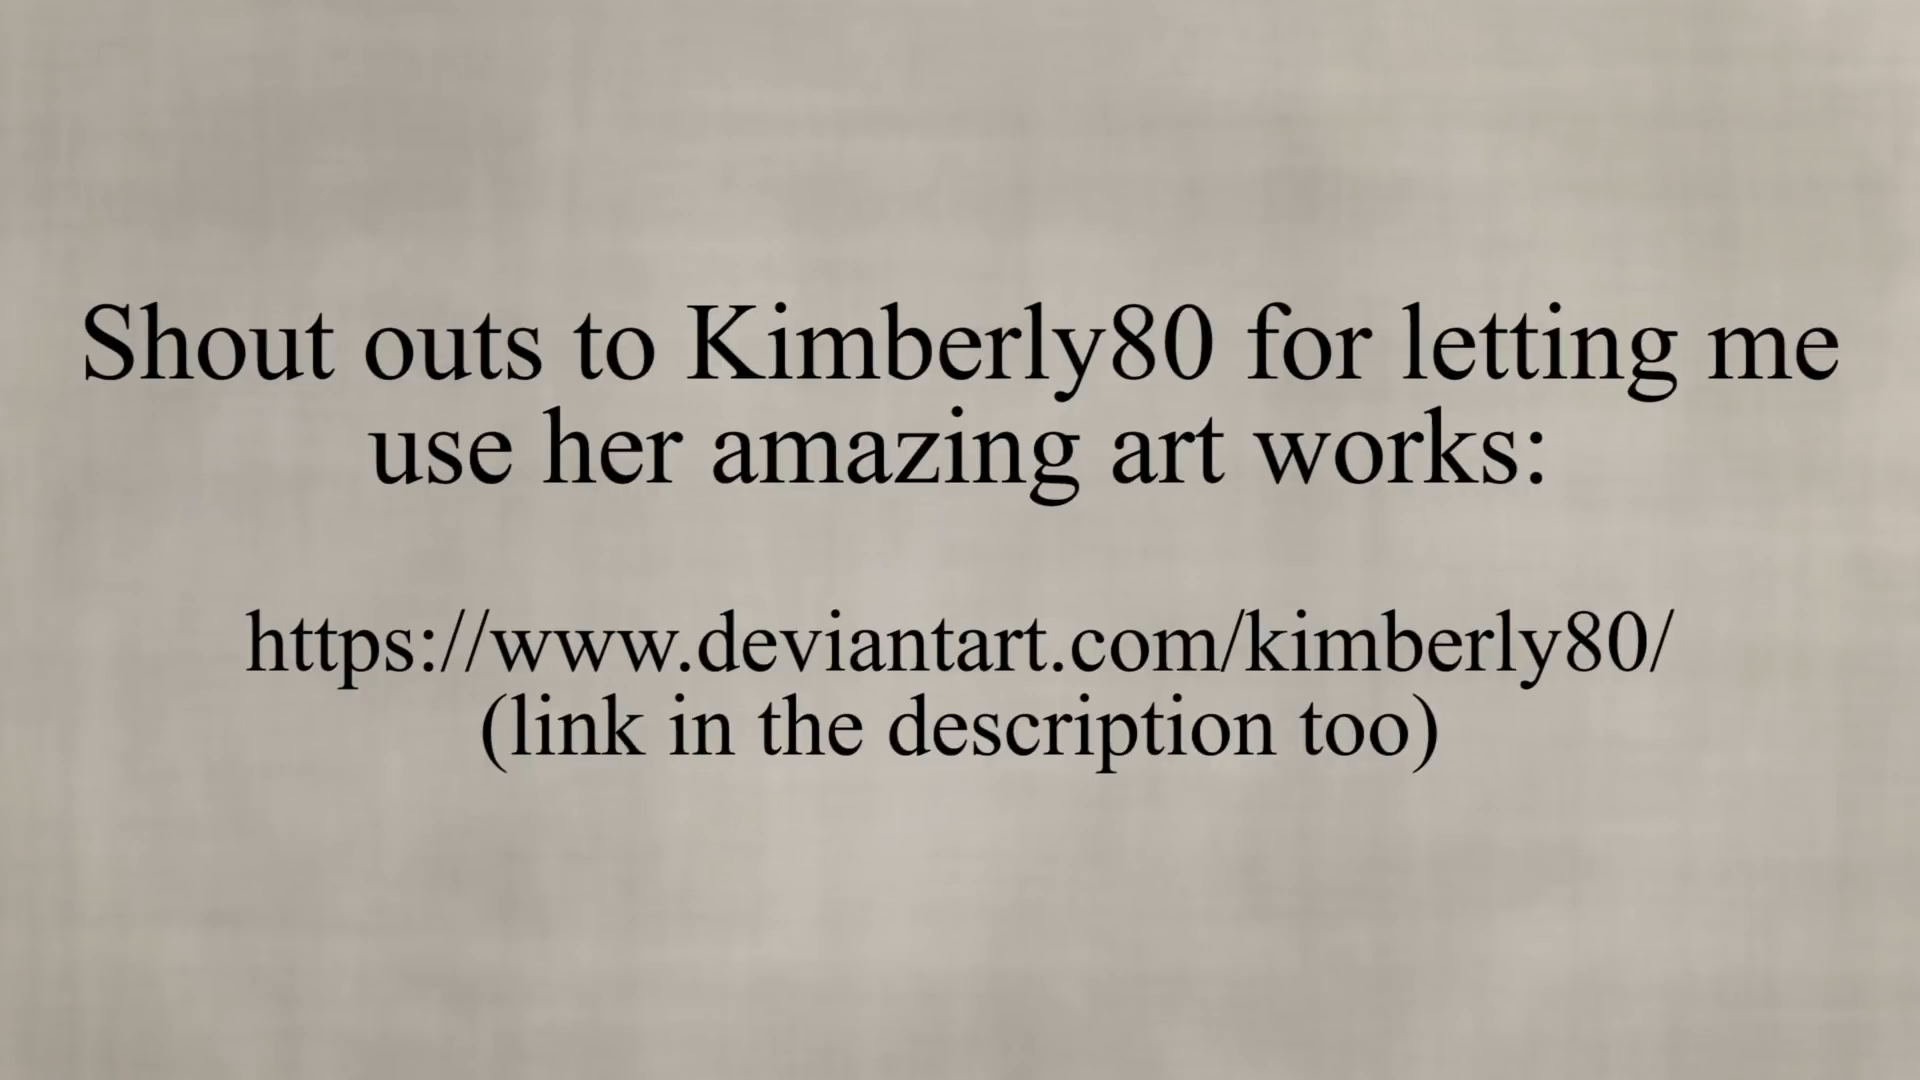 Shout outs to Kimberly80 for letting me
use her amazing art works:
https://www.deviantart.com/kimberly80/
(link in the description too)